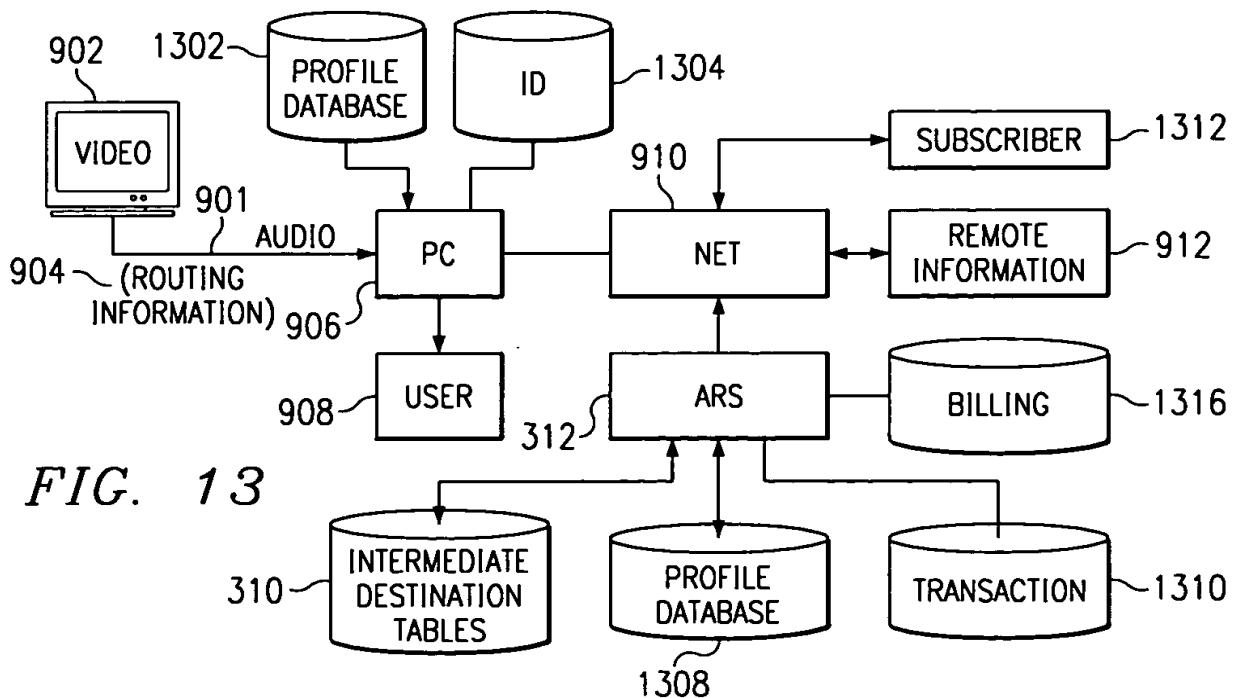 1302
902
PROFILE
DATABASE
ID
1304
VIDEO
910
SUBSCRIBER
1312
901
AUDIO
PC
NET
REMOTE
INFORMATION
912
904
(ROUTING
INFORMATION)
906
USER
908
ARS
312
BILLING
1316
FIG. 13
INTERMEDIATE
DESTINATION
TABLES
310
PROFILE
DATABASE
1308
TRANSACTION
1310